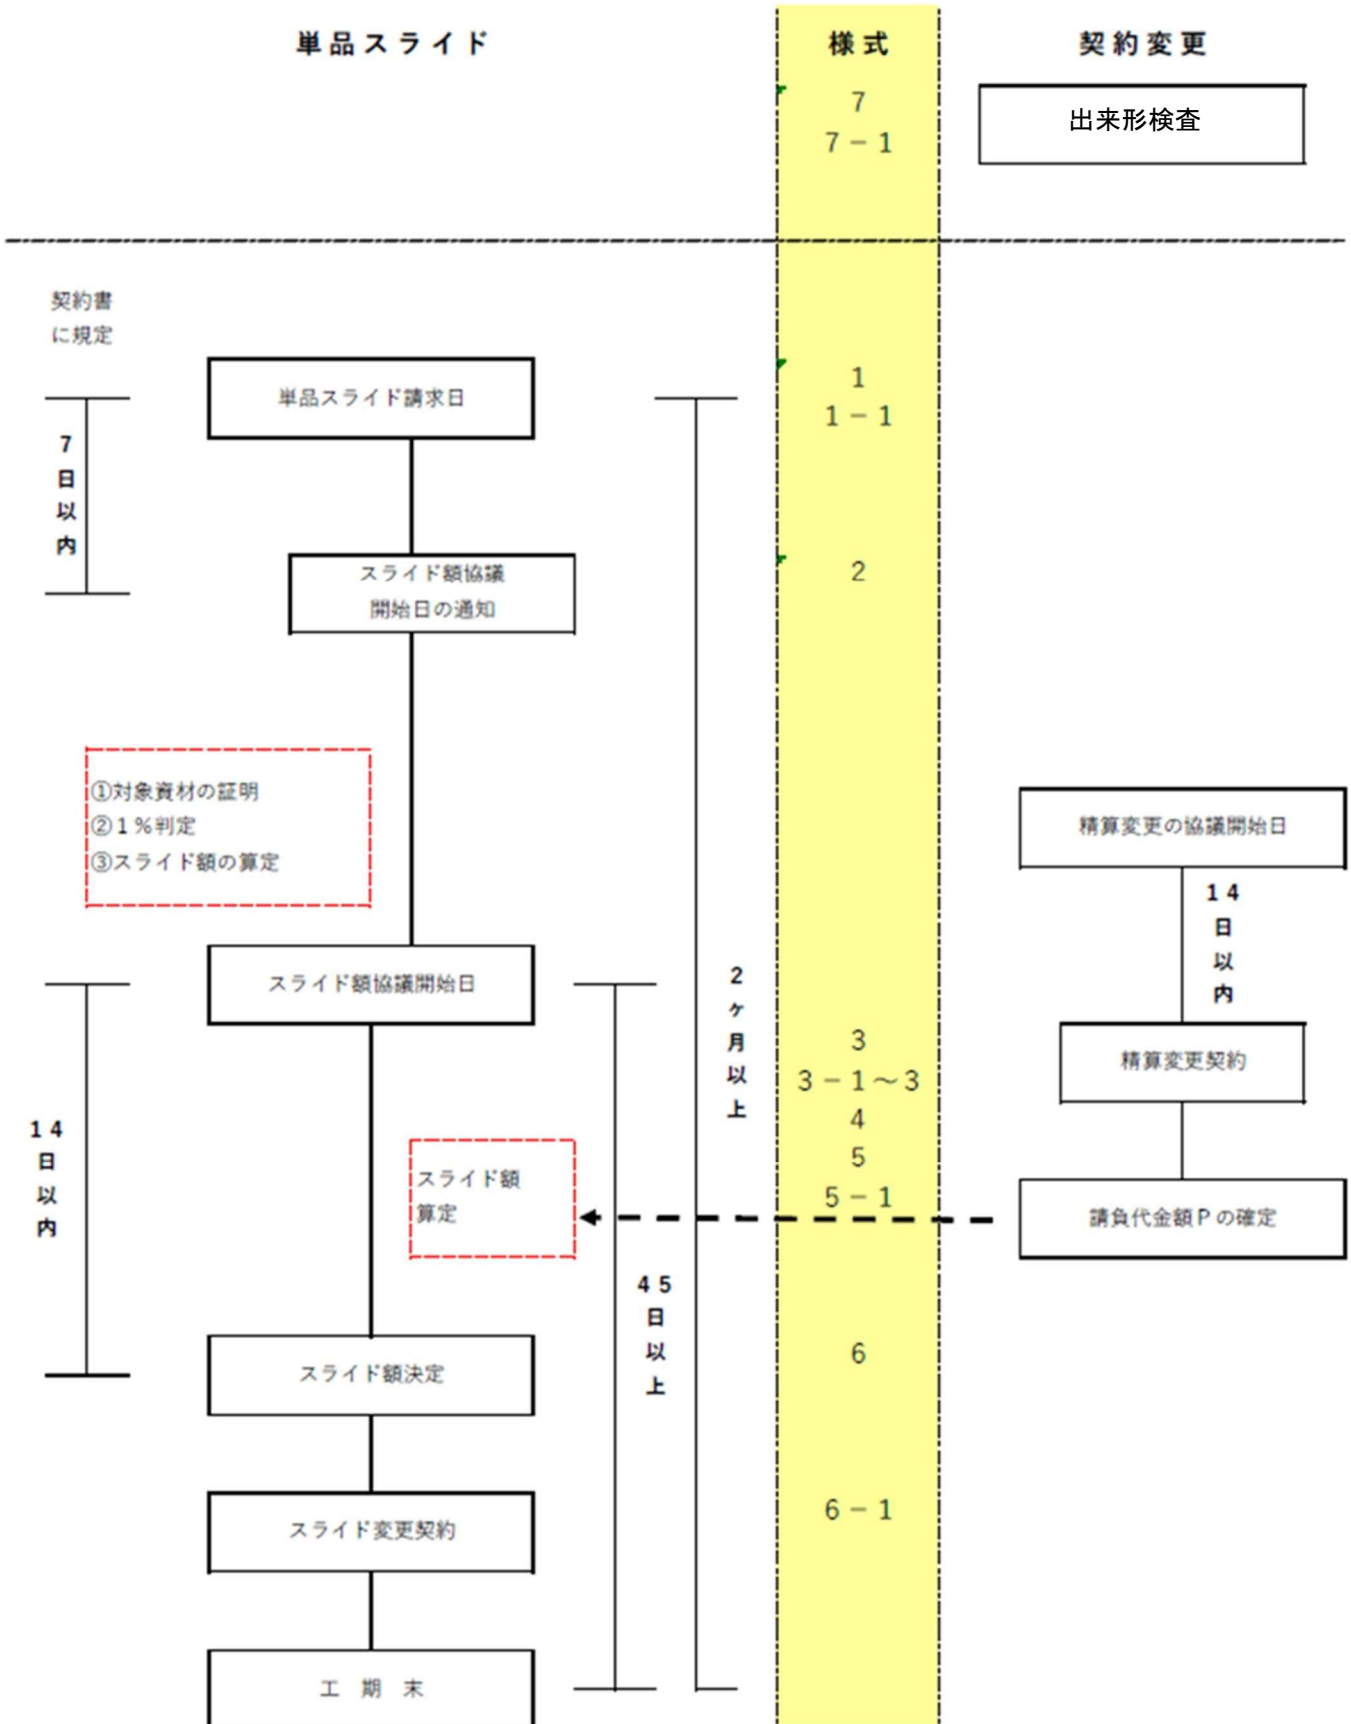 単品スライド
様式
契約変更
7
7－1
出来形検査
契約書
に規定
単品スライド請求日
1
1－1
7日以内
スライド額協議
開始日の通知
2
①対象資材の証明
②1％判定
③スライド額の算定
精算変更の協議開始日
14日以内
スライド額協議開始日
2ヶ月以上
3
3－1～3
4
5
5－1
精算変更契約
14日以内
スライド額
算定
請負代金額Pの確定
45日以上
スライド額決定
6
スライド変更契約
6－1
工期末